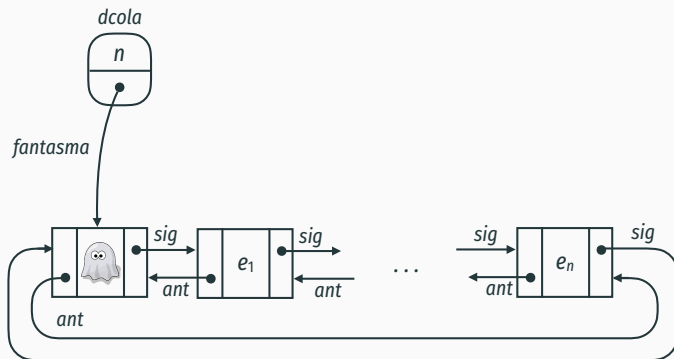 dcola
n
fantasma
sig
sig
sig
sig
e₁
...
eₙ
ant
ant
ant
ant